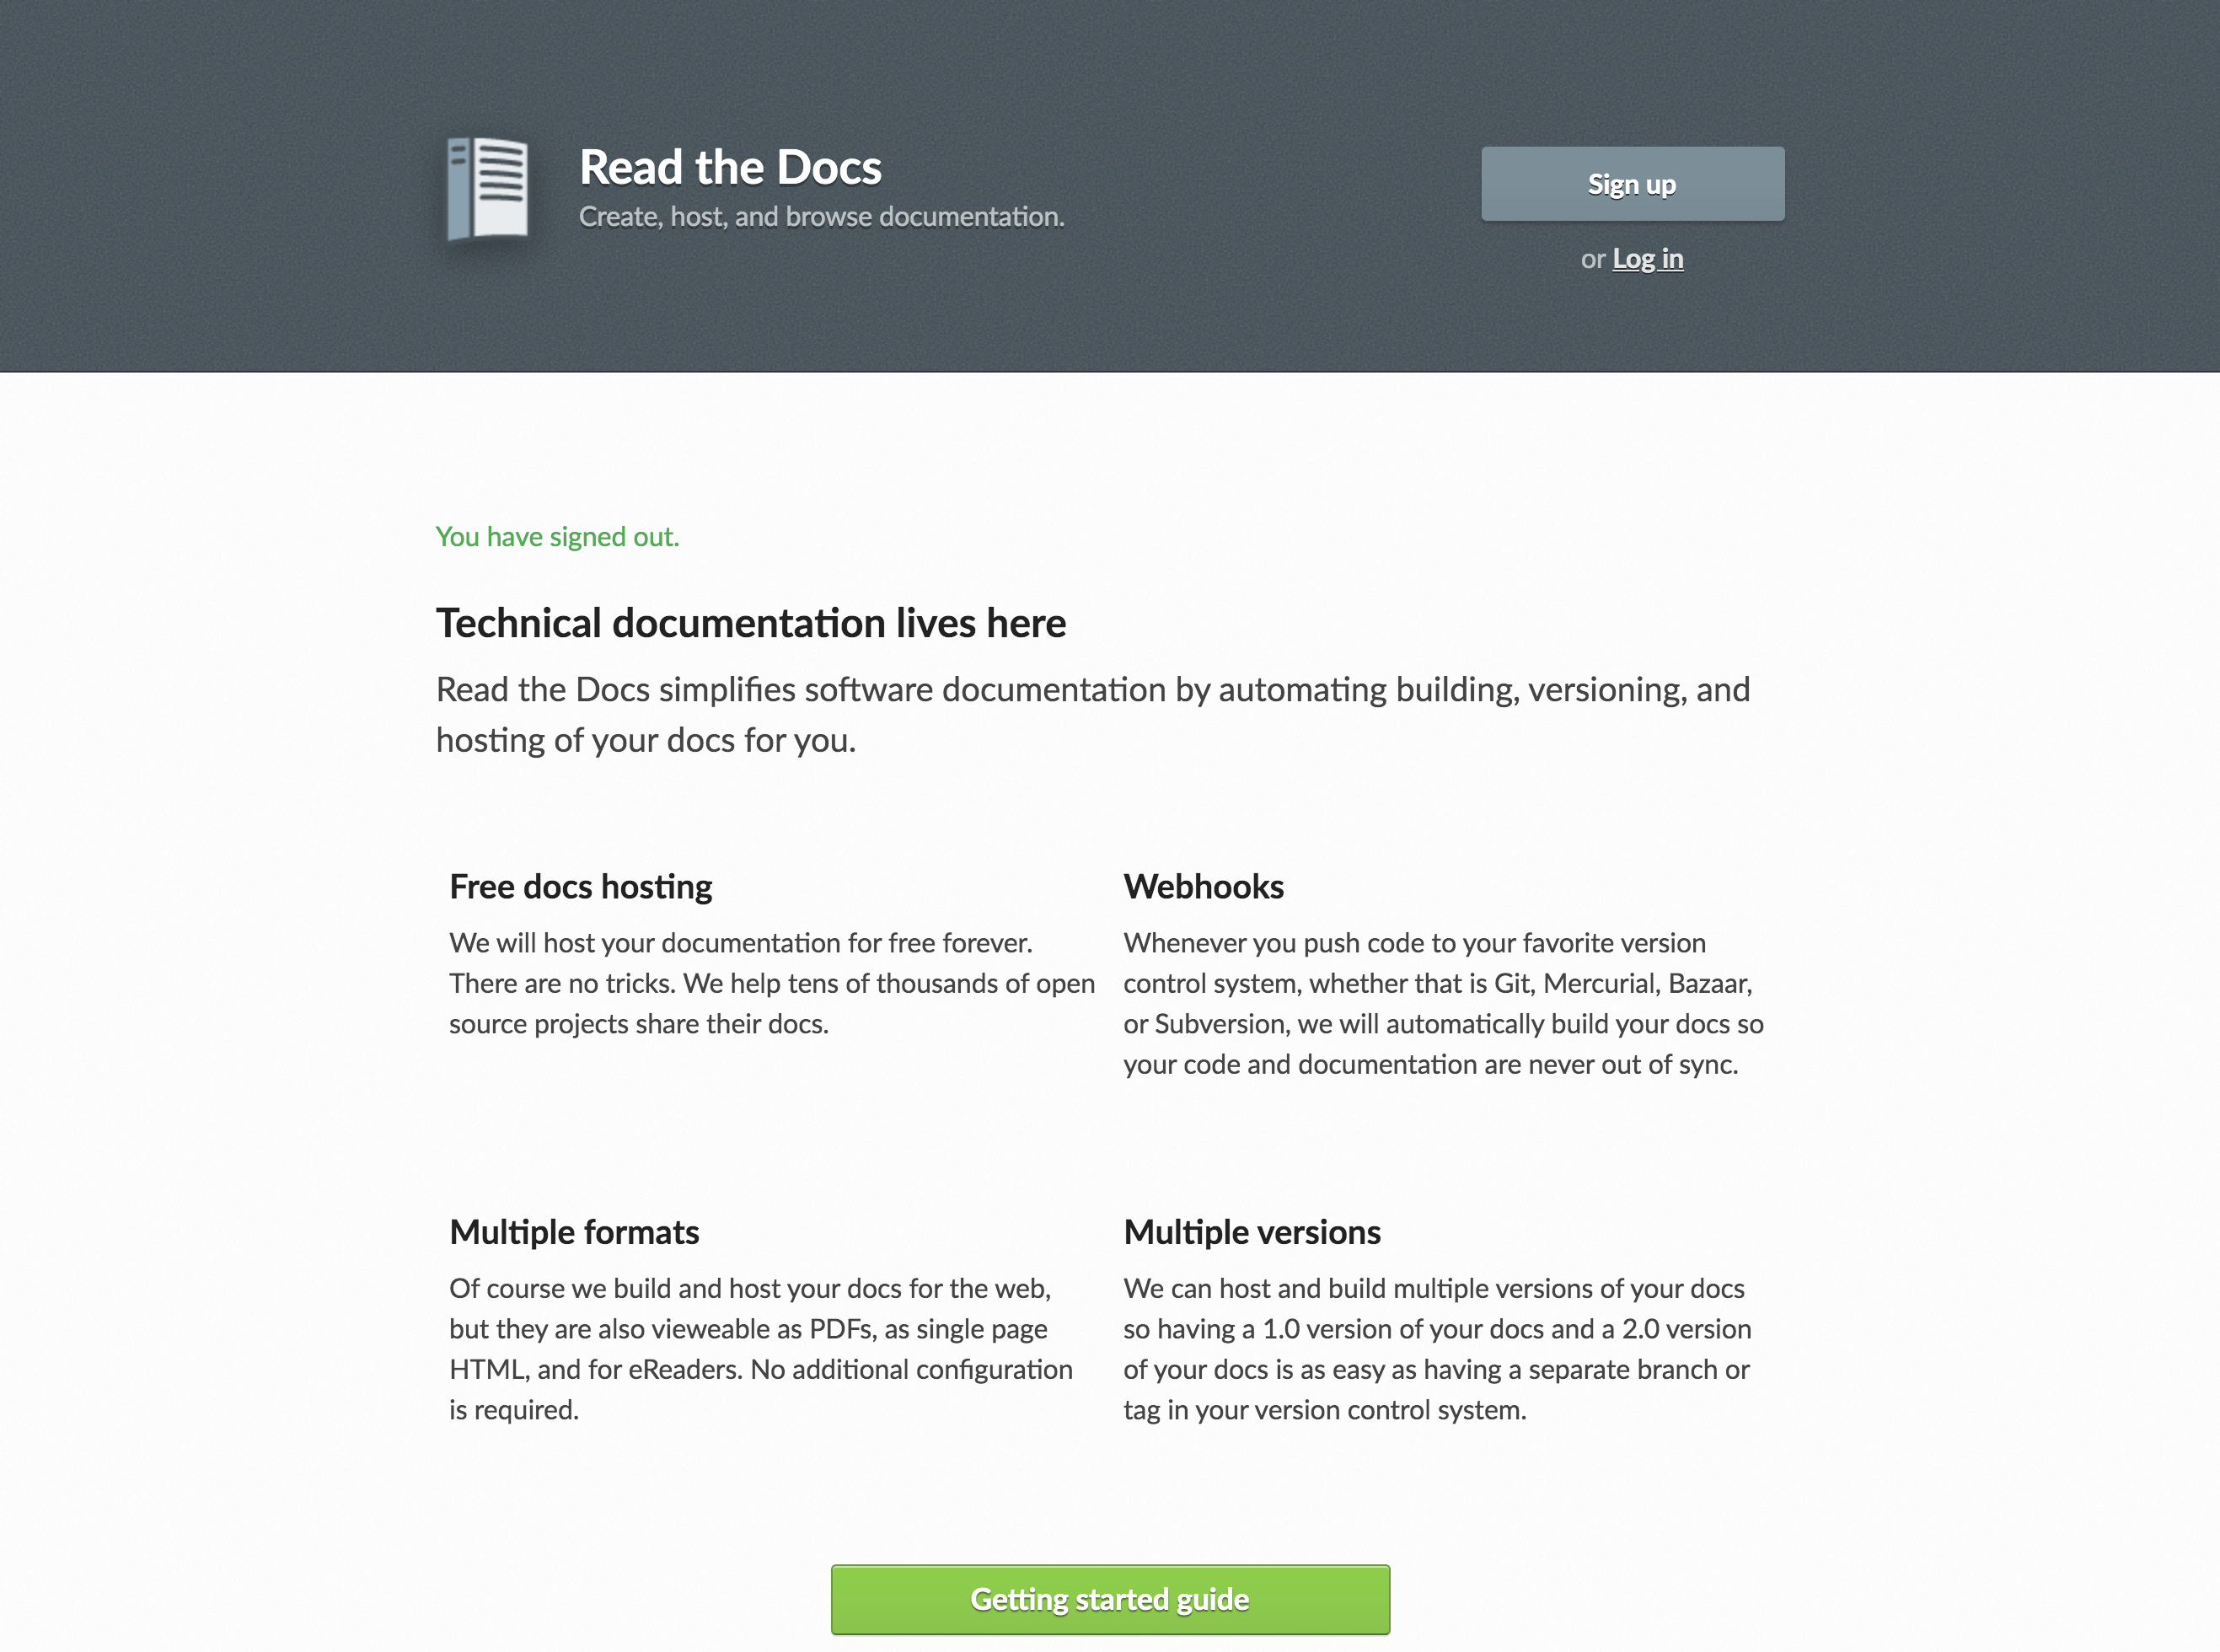 Read the Docs
Create, host, and browse documentation.
Sign up
or Log in
You have signed out.
Technical documentation lives here
Read the Docs simplifies software documentation by automating building, versioning, and
hosting of your docs for you.
Free docs hosting
We will host your documentation for free forever.
There are no tricks. We help tens of thousands of open
source projects share their docs.
Webhooks
Whenever you push code to your favorite version
control system, whether that is Git, Mercurial, Bazaar,
or Subversion, we will automatically build your docs so
your code and documentation are never out of sync.
Multiple formats
Of course we build and host your docs for the web,
but they are also vieweable as PDFs, as single page
HTML, and for eReaders. No additional configuration
is required.
Multiple versions
We can host and build multiple versions of your docs
so having a 1.0 version of your docs and a 2.0 version
of your docs is as easy as having a separate branch or
tag in your version control system.
Getting started guide